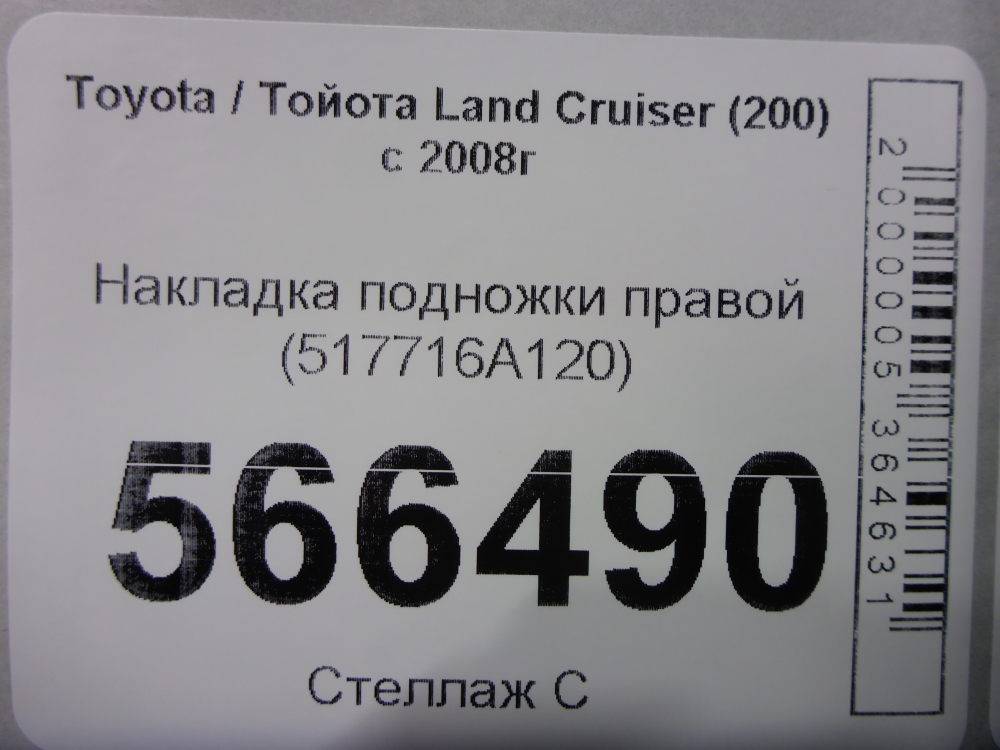 Toyota / Тойота Land Cruiser (200)
с 2008г
Накладка подножки правой
(517716A120)
566490
Стеллаж С
2000005364631